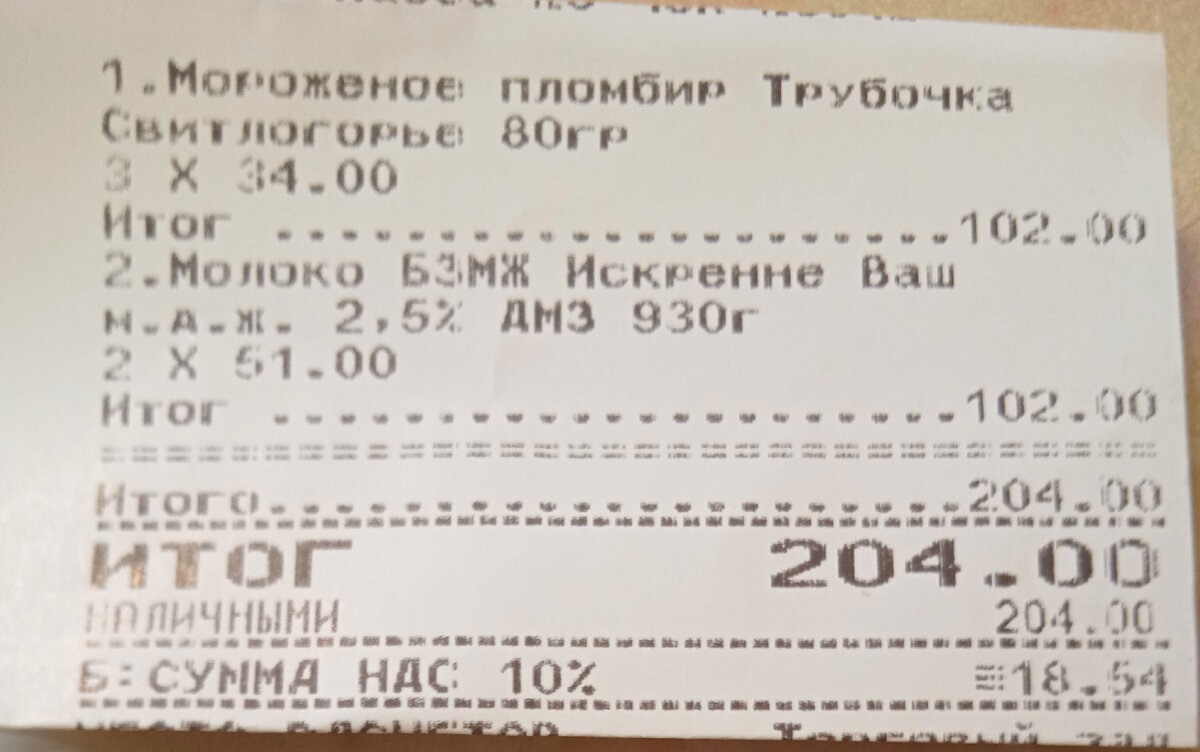 1.Мороженое пломбир Трубочка
Свитлогорье 80гр
3 X 34.00
Итог ....................102.00
2.Молоко БЗМЖ Искренне Ваш
м.д.ж. 2,5% ДМЗ 930г
2 X 51.00
Итог ....................102.00
Итого....................204.00
ИТОГ 204.00
НАЛИЧНЫМИ 204.00
Б:СУММА НДС 10% =18.54